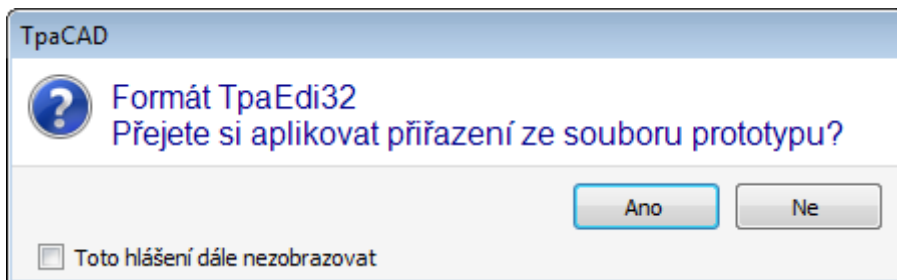 TpaCAD
Formát TpaEdi32
Přejete si aplikovat přiřazení ze souboru prototypu?
Ano
Ne
Toto hlášení dále nezobrazovat